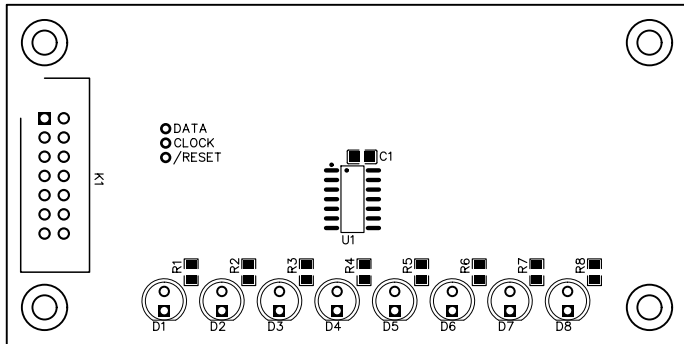 DATA
CLOCK
/RESET
C1
K1
U1
R1 R2 R3 R4 R5 R6 R7 R8
D1 D2 D3 D4 D5 D6 D7 D8